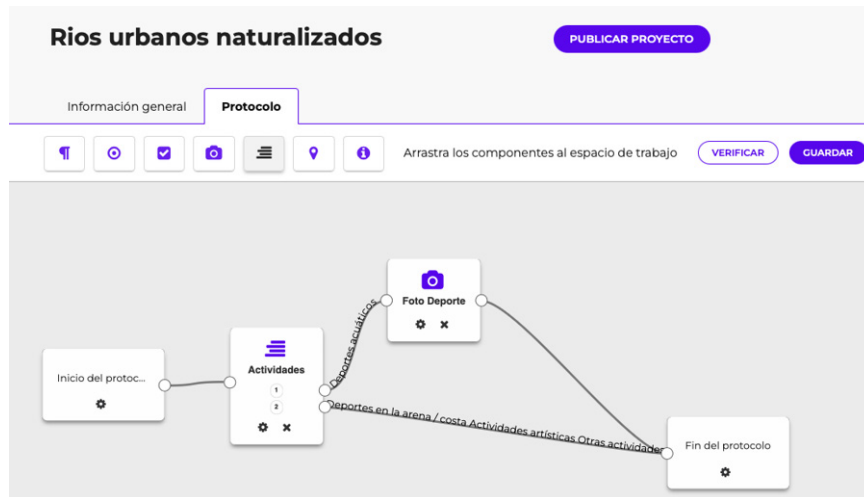 Rios urbanos naturalizados
PUBLICAR PROYECTO
Información general
Protocolo
Arrastra los componentes al espacio de trabajo
VERIFICAR
GUARDAR
Foto Deporte
Deportes acuáticos
Actividades
1
2
Inicio del protoc...
Deportes en la arena / costa Actividades artísticas Otras actividades
Fin del protocolo